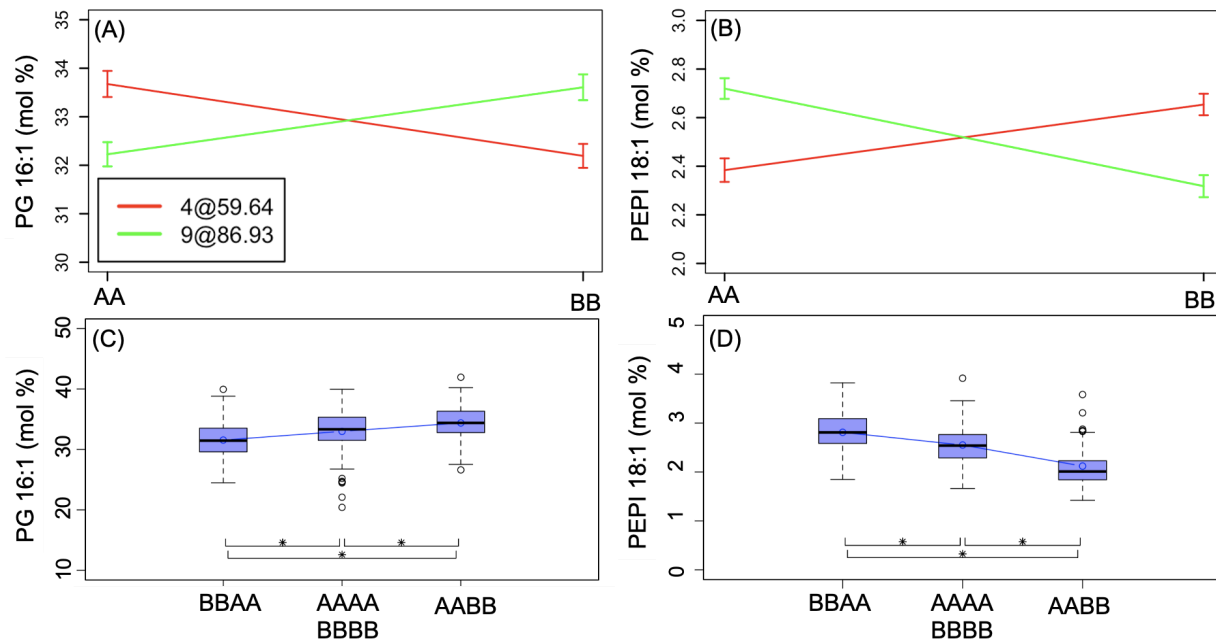 (A)
PG 16:1 (mol %)
35
34
33
32
31
30
4@59.64
9@86.93
AA
BB
(B)
PEPI 18:1 (mol %)
3.0
2.8
2.6
2.4
2.2
2.0
AA
BB
(C)
PG 16:1 (mol %)
50
40
30
20
10
* *
*
BBAA AAAA AABB
BBBB
(D)
PEPI 18:1 (mol %)
5
4
3
2
1
0
* *
*
BBAA AAAA AABB
BBBB